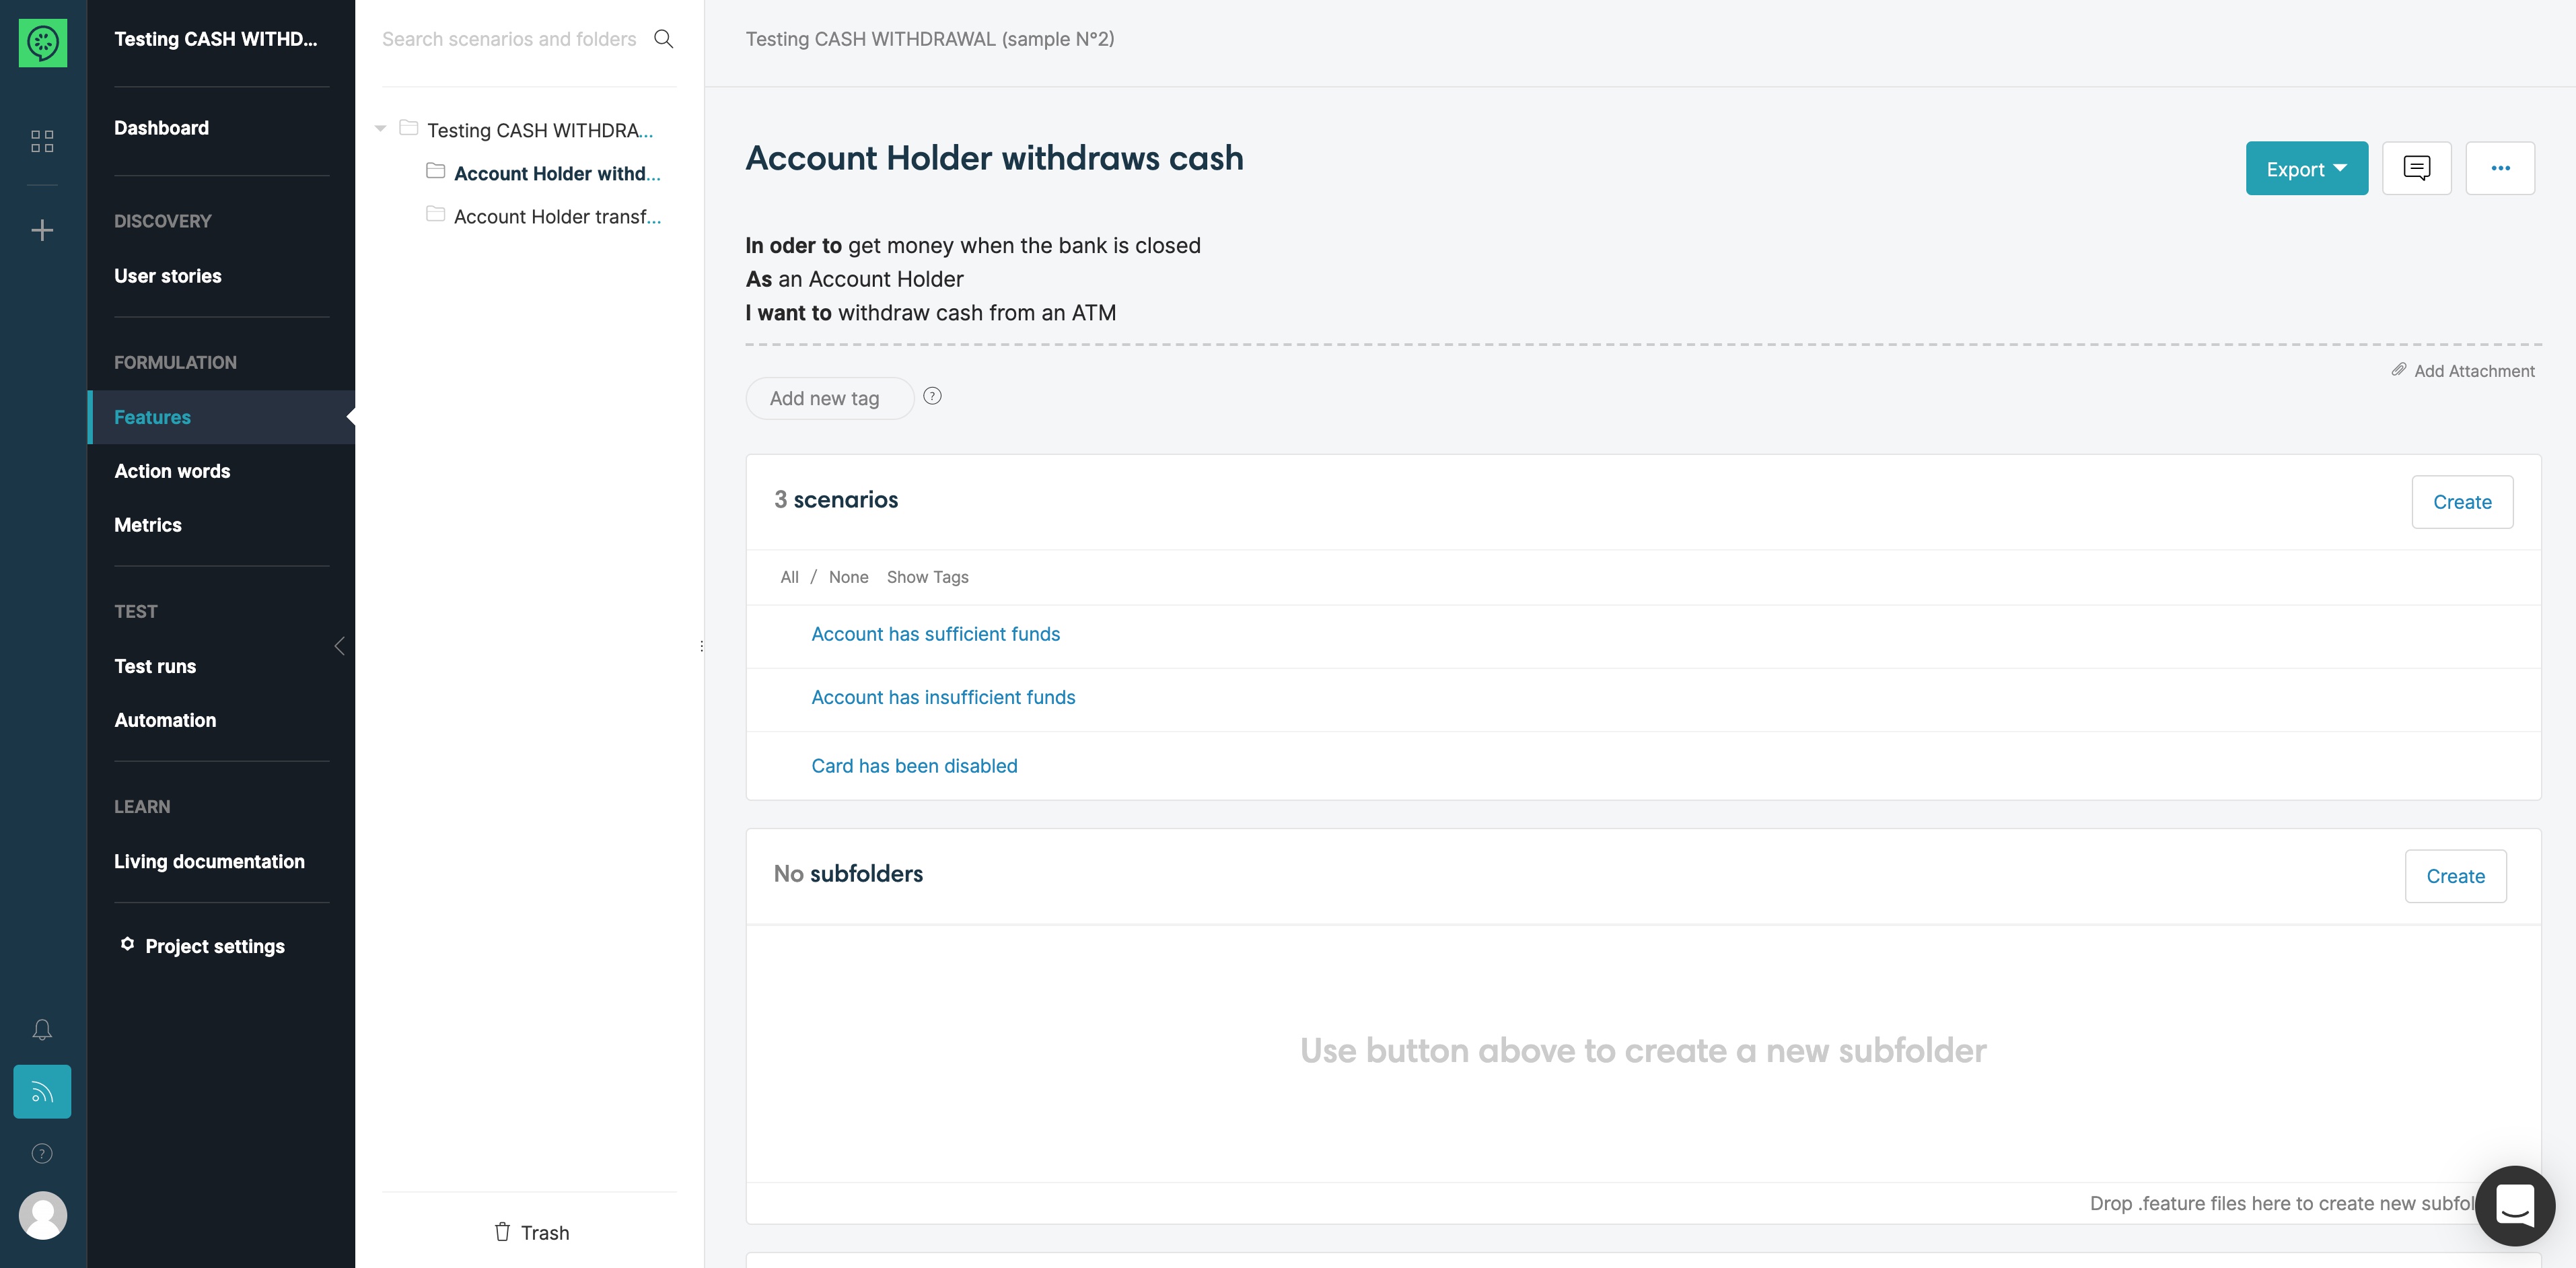 Testing CASH WITHD...
Dashboard
DISCOVERY
User stories
FORMULATION
Features
Action words
Metrics
TEST
Test runs
Automation
LEARN
Living documentation
Project settings
Search scenarios and folders
Testing CASH WITHDRA...
Account Holder withd...
Account Holder transf...
Trash
Testing CASH WITHDRAWAL (sample N°2)
Account Holder withdraws cash
Export
In oder to get money when the bank is closed
As an Account Holder
I want to withdraw cash from an ATM
Add Attachment
Add new tag ?
3 scenarios
Create
All / None Show Tags
Account has sufficient funds
Account has insufficient funds
Card has been disabled
No subfolders
Create
Use button above to create a new subfolder
Drop .feature files here to create new subfol